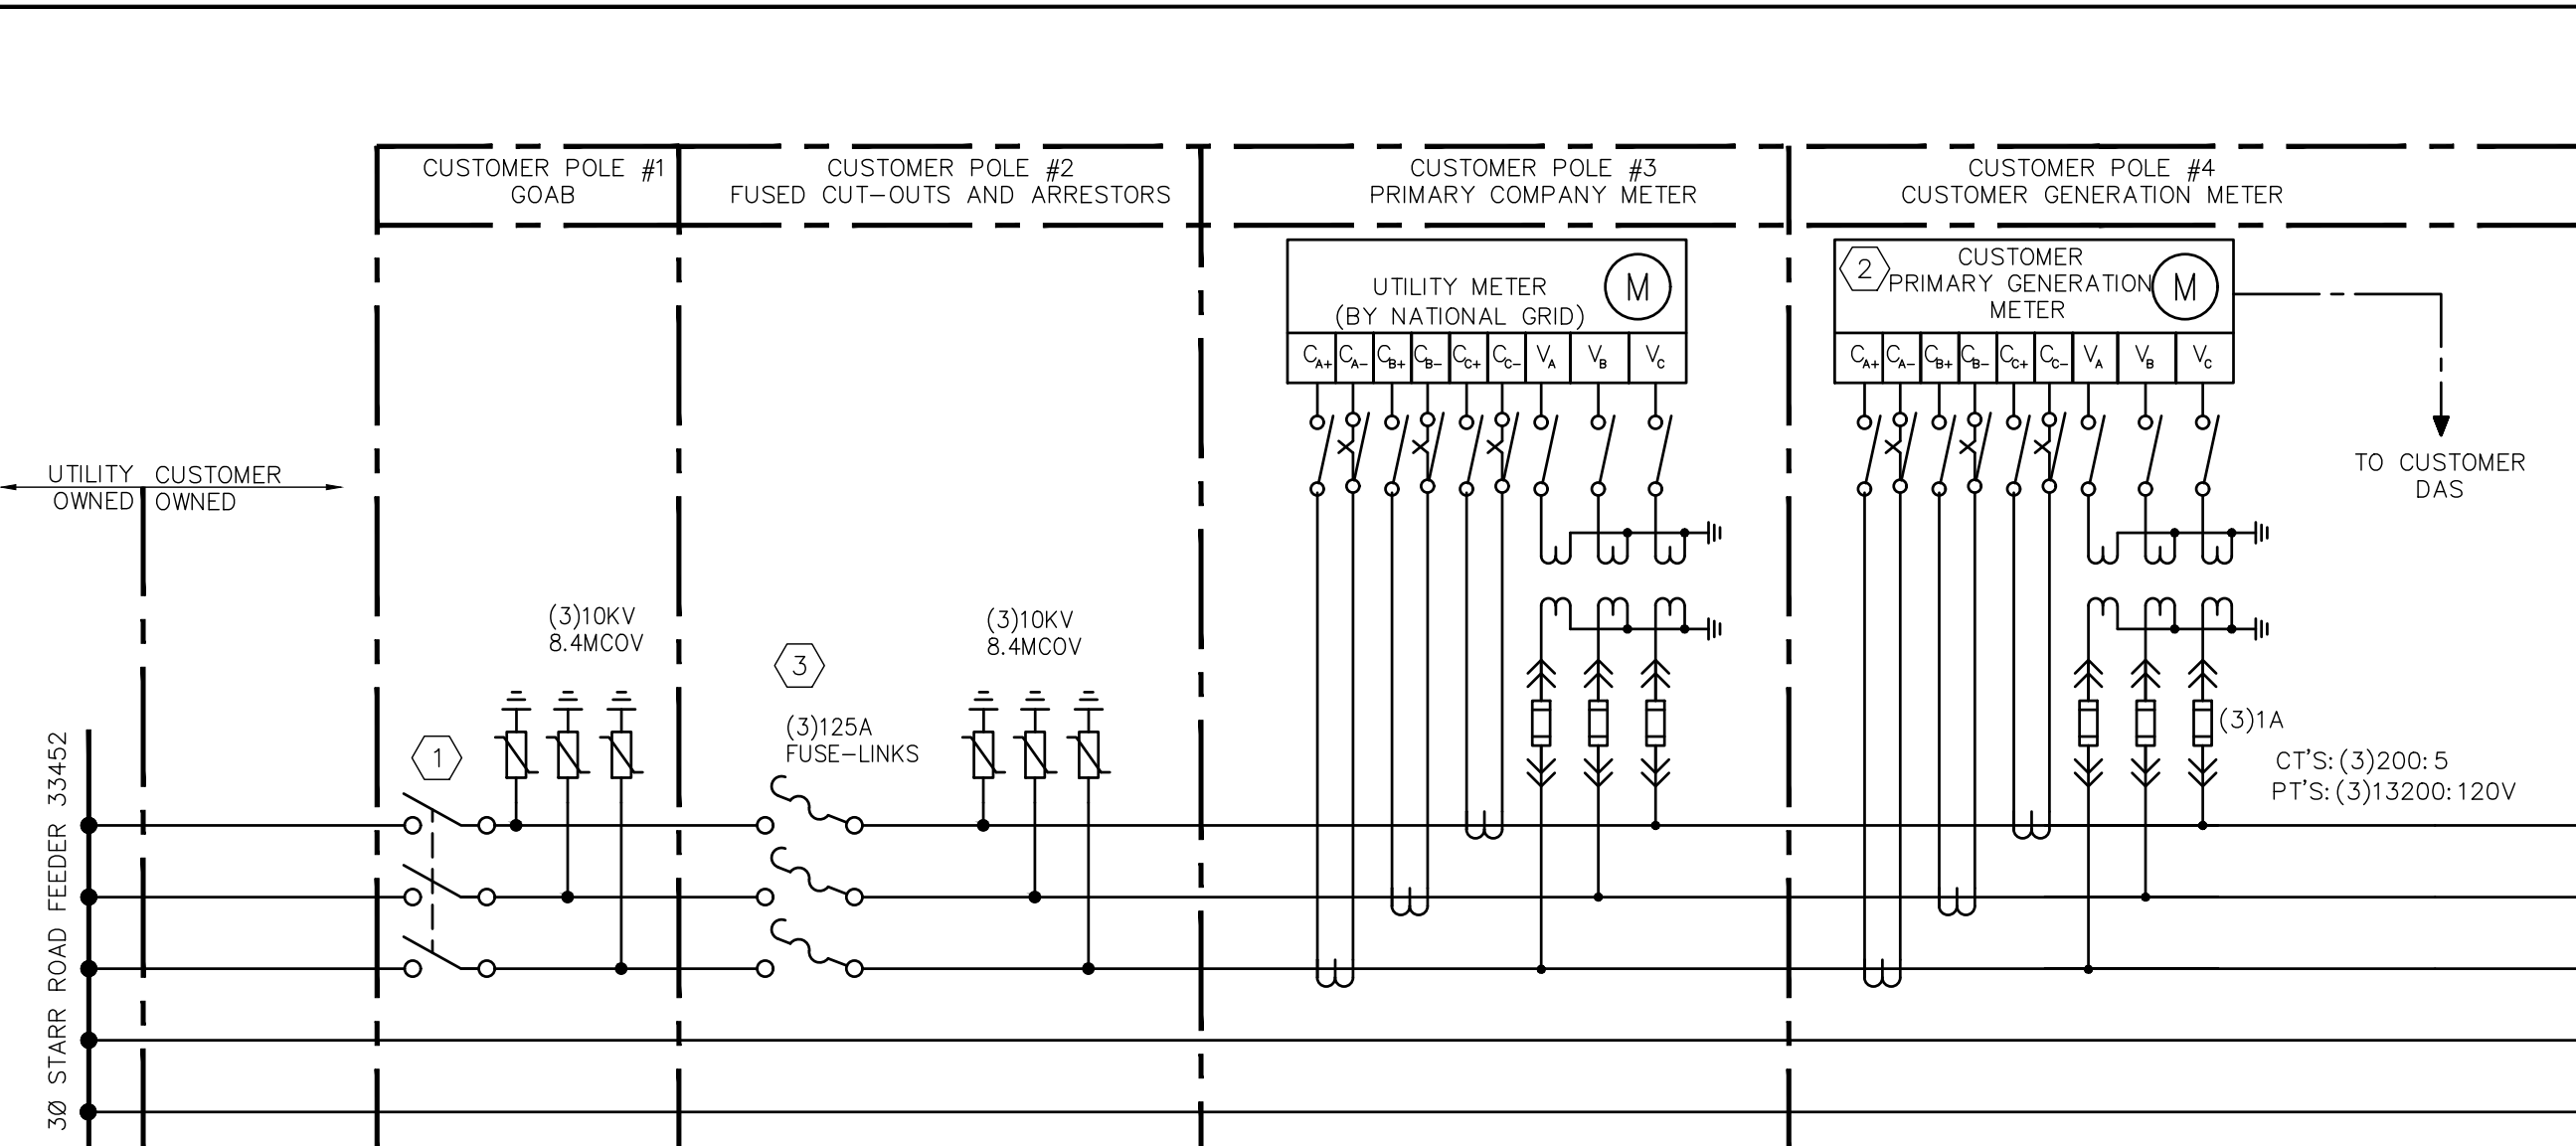 CUSTOMER POLE #1
GOAB
CUSTOMER POLE #2
FUSED CUT-OUTS AND ARRESTORS
CUSTOMER POLE #3
PRIMARY COMPANY METER
CUSTOMER POLE #4
CUSTOMER GENERATION METER
UTILITY METER
(BY NATIONAL GRID)
M
CA+ CA- CB+ CB- CC+ CC- VA VB VC
2
CUSTOMER
PRIMARY GENERATION
METER
M
CA+ CA- CB+ CB- CC+ CC- VA VB VC
TO CUSTOMER
DAS
UTILITY
OWNED
CUSTOMER
OWNED
(3)10KV
8.4MCOV
(3)10KV
8.4MCOV
1
3
(3)125A
FUSE-LINKS
(3)1A
CT'S:(3)200:5
PT'S:(3)13200:120V
3Ø STARR ROAD FEEDER 33452